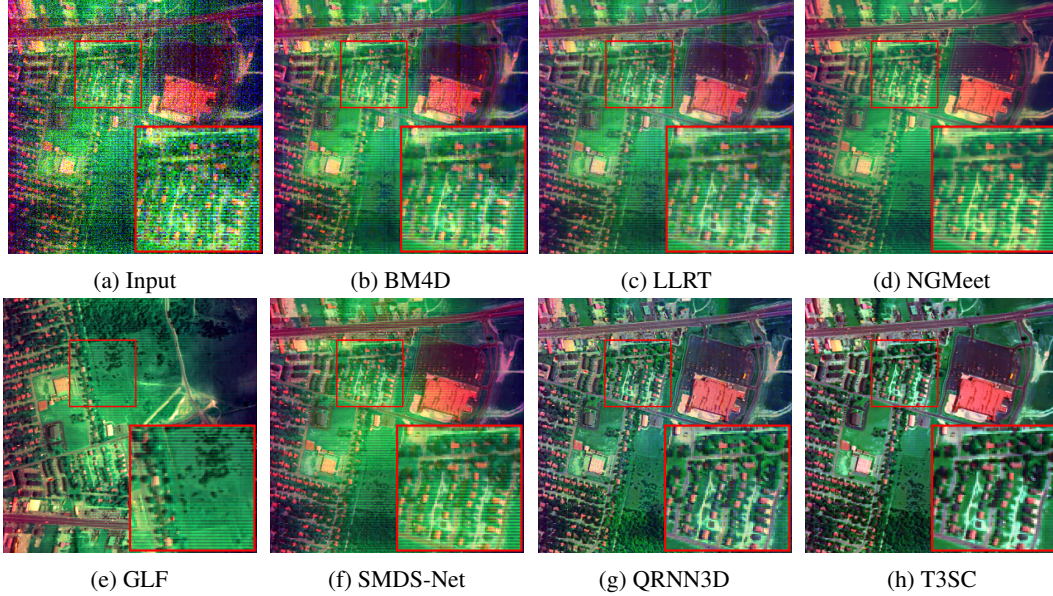 (a) Input
(b) BM4D
(c) LLRT
(d) NGMeet
(e) GLF
(f) SMDS-Net
(g) QRNN3D
(h) T3SC